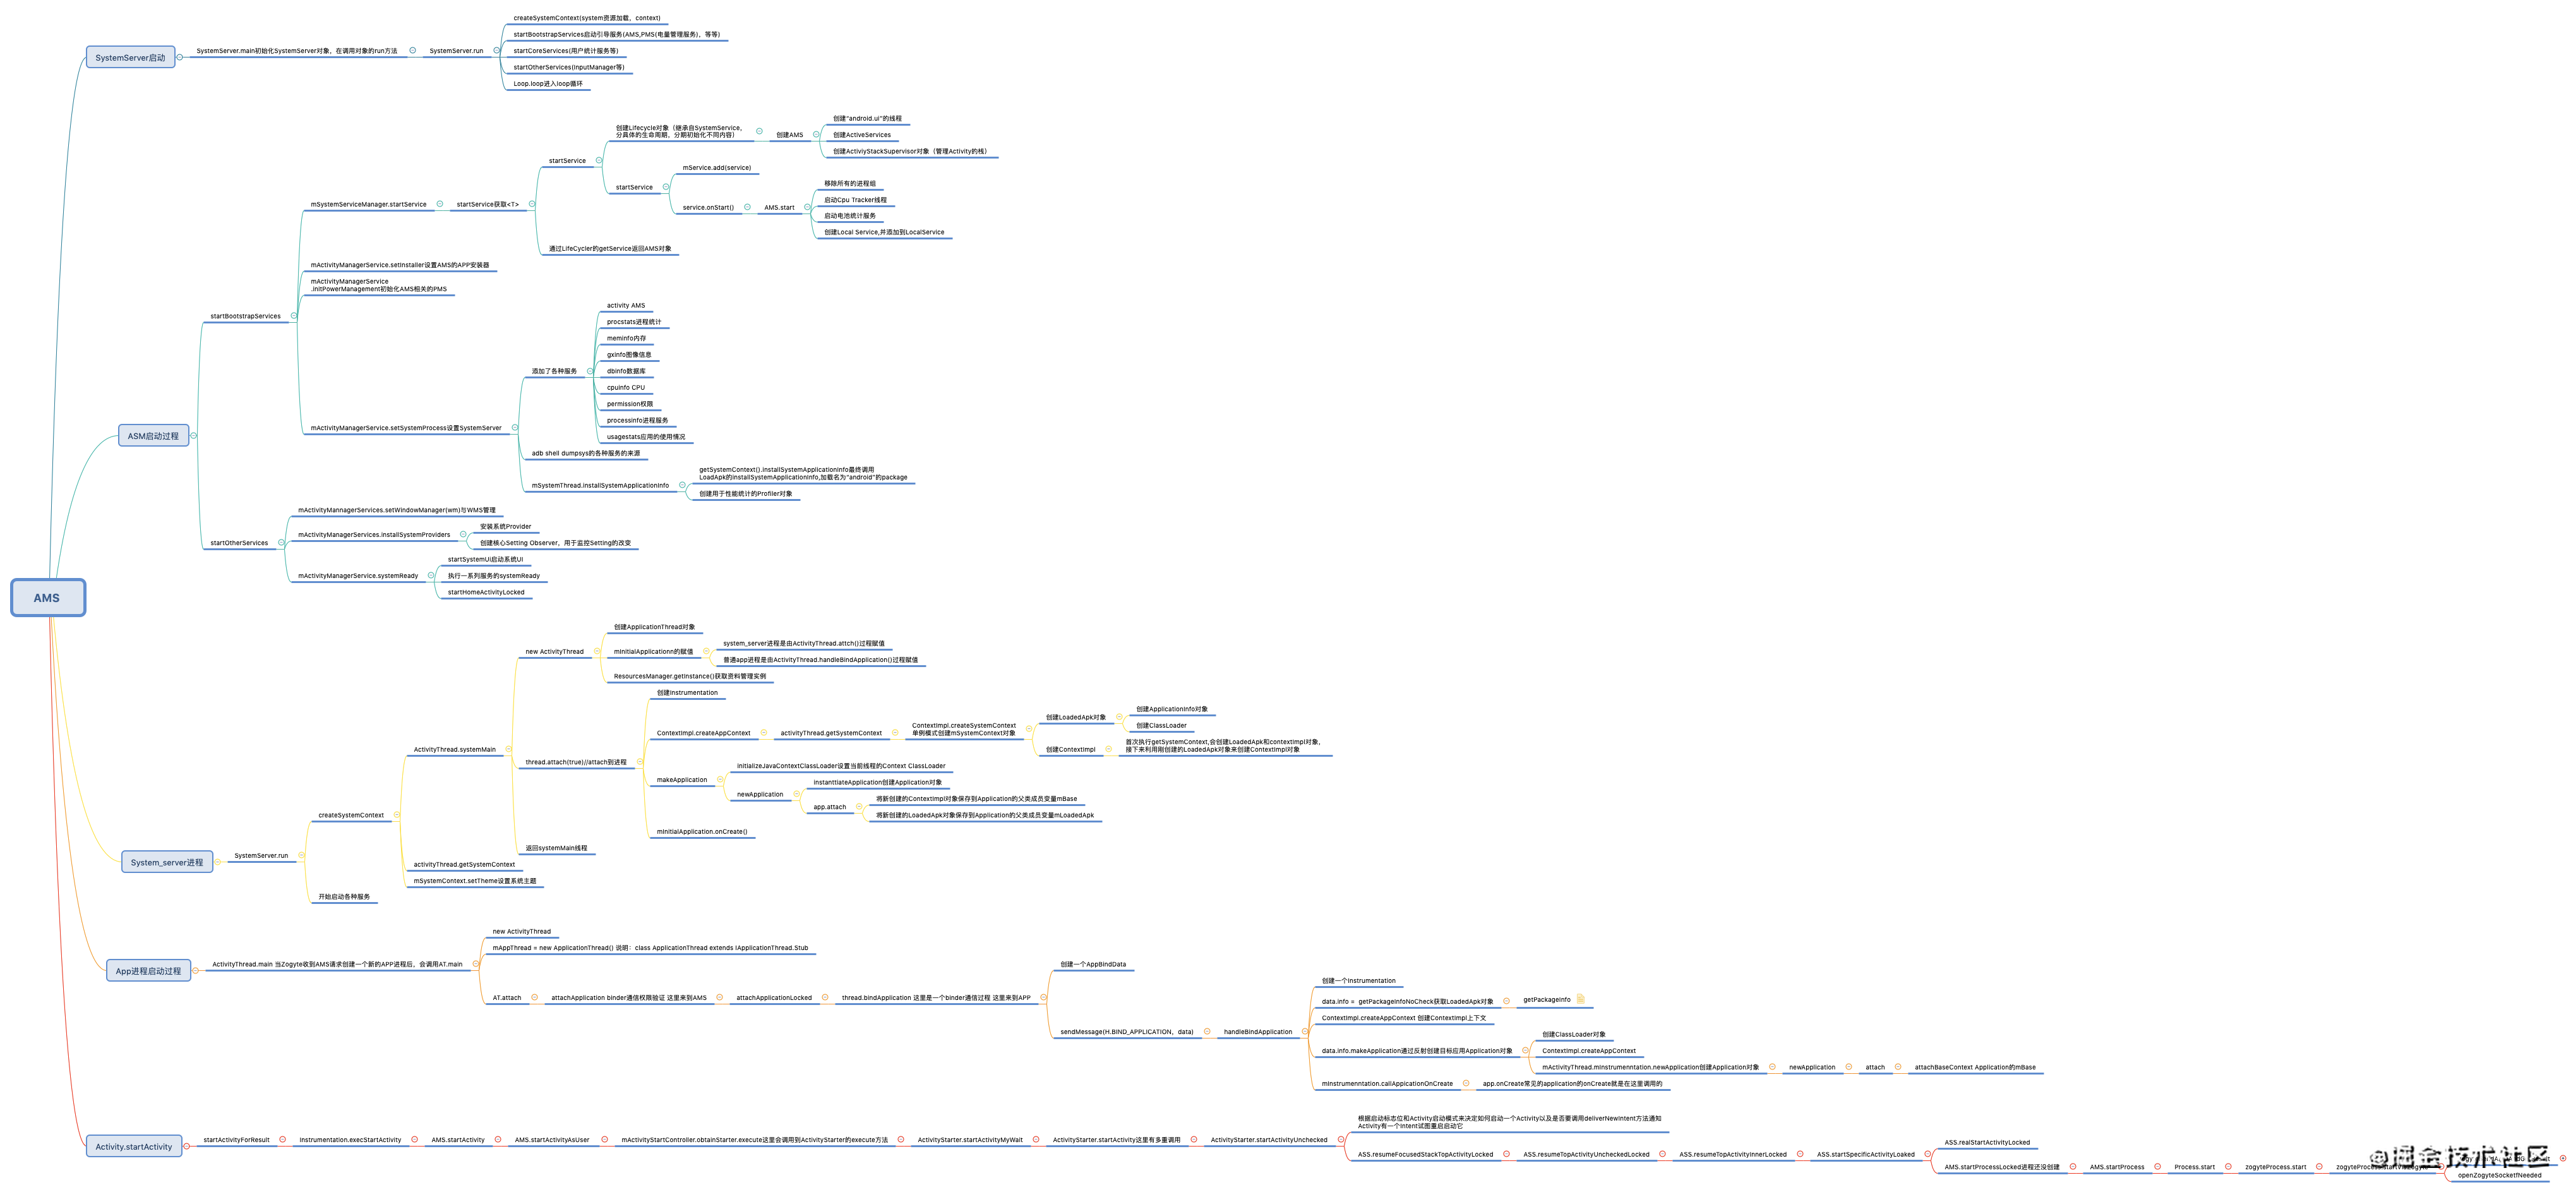 AMS
SystemServer启动
SystemServer.main初始化SystemServer对象，在调用对象的run方法
SystemServer.run
createSystemContext(system资源加载，context)
startBootstrapServices启动引导服务(AMS,PMS(电量管理服务)，等等)
startCoreServices(用户统计服务等)
startOtherServices(InputManager等)
Loop.loop进入loop循环
ASM启动过程
startBootstrapServices
mSystemServiceManager.startService
startService获取<T>
startService
创建Lifecycle对象（继承自SystemService，
分具体的生命周期，分期初始化不同内容）
创建AMS
创建“android.ui”的线程
创建ActiveServices
创建ActiviyStackSupervisor对象（管理Activity的栈）
startService
mService.add(service)
service.onStart()
AMS.start
移除所有的进程组
启动Cpu Tracker线程
启动电池统计服务
创建Local Service,并添加到LocalService
通过LifeCycler的getService返回AMS对象
mActivityManagerService.setInstaller设置AMS的APP安装器
mActivityManagerService
.initPowerManagement初始化AMS相关的PMS
mActivityManagerService.setSystemProcess设置SystemServer
添加了各种服务
activity AMS
procstats进程统计
meminfo内存
gxinfo图像信息
dbinfo数据库
cpuinfo CPU
permission权限
processinfo进程服务
usagestats应用的使用情况
adb shell dumpsys的各种服务的来源
mSystemThread.installSystemApplicationInfo
getSystemContext().installSystemApplicationInfo最终调用
LoadApk的installSystemApplicationInfo,加载名为“android”的package
创建用于性能统计的Profiler对象
startOtherServices
mActivityMannagerServices.setWindowManager(wm)与WMS管理
mActivityManagerServices.installSystemProviders
安装系统Provider
创建核心Setting Observer，用于监控Setting的改变
mActivityManagerService.systemReady
startSystemUi启动系统UI
执行一系列服务的systemReady
startHomeActivityLocked
System_server进程
SystemServer.run
createSystemContext
ActivityThread.systemMain
new ActivityThread
创建ApplicationThread对象
mInitialApplicationn的赋值
system_server进程是由ActivityThread.attch()过程赋值
普通app进程是由ActivityThread.handleBindApplication()过程赋值
ResourcesManager.getInstance()获取资料管理实例
thread.attach(true)//attach到进程
创建Instrumentation
ContextImpl.createAppContext
activityThread.getSystemContext
ContextImpl.createSystemContext
单例模式创建mSystemContext对象
创建LoadedApk对象
创建ApplicationInfo对象
创建ClassLoader
创建ContextImpl
首次执行getSystemContext,会创建LoadedApk和contextImpl对象，
接下来利用刚创建的LoadedApk对象来创建ContextImpl对象
makeApplication
initializeJavaContextClassLoader设置当前线程的Context ClassLoader
newApplication
instanttiateApplication创建Application对象
app.attach
将新创建的ContextImpl对象保存到Application的父类成员变量mBase
将新创建的LoadedApk对象保存到Application的父类成员变量mLoadedApk
mInitialApplication.onCreate()
返回systemMain线程
activityThread.getSystemContext
mSystemContext.setTheme设置系统主题
开始启动各种服务
App进程启动过程
ActivityThread.main 当Zogyte收到AMS请求创建一个新的APP进程后，会调用AT.main
new ActivityThread
mAppThread = new ApplicationThread() 说明：class ApplicationThread extends IApplicationThread.Stub
AT.attach
attachApplication binder通信权限验证 这里来到AMS
attachApplicationLocked
thread.bindApplication 这里是一个binder通信过程 这里来到APP
创建一个AppBindData
sendMessage(H.BIND_APPLICATION，data)
handleBindApplication
创建一个Instrumentation
data.info = getPackageInfoNoCheck获取LoadedApk对象
getPackageInfo
ContextImpl.createAppContext 创建ContextImpl上下文
data.info.makeApplication通过反射创建目标应用Application对象
创建ClassLoader对象
ContextImpl.createAppContext
mActivityThread.mInstrumenntation.newApplication创建Application对象
newApplication
attach
attachBaseContext Application的mBase
mInstrumenntation.callAppicationOnCreate
app.onCreate常见的application的onCreate就是在这里调用的
Activity.startActivity
startActivityForResult
Instrumentation.execStartActivity
AMS.startActivity
AMS.startActivityAsUser
mActivityStartController.obtainStarter.execute这里会调用到ActivityStarter的execute方法
ActivityStarter.startActivityMyWait
ActivityStarter.startActivity这里有多重调用
ActivityStarter.startActivityUnchecked
根据启动标志位和Activity启动模式来决定如何启动一个Activity以及是否要调用deliverNewIntent方法通知
Activity有一个Intent试图重启启动它
ASS.resumeFocusedStackTopActivityLocked
ASS.resumeTopActivityUncheckedLocked
ASS.resumeTopActivityInnerLocked
ASS.startSpecificActivityLoaked
ASS.realStartActivityLocked
AMS.startProcessLocked进程还没创建
AMS.startProcess
Process.start
zogyteProcess.start
zogyteProcess.startViaZogyte
openZogyteSocketIfNeeded
@掘金技术社区